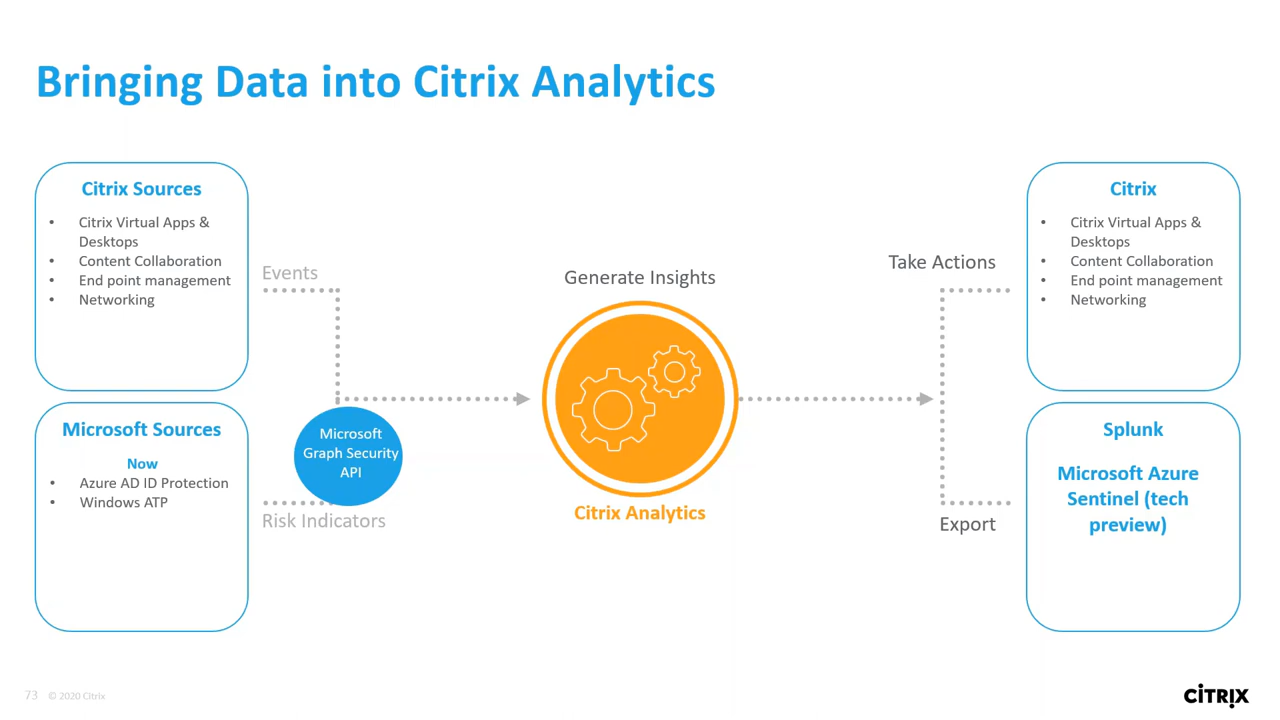 Bringing Data into Citrix Analytics
Citrix Sources
• Citrix Virtual Apps &
Desktops
• Content Collaboration
• End point management
• Networking
Microsoft Sources
Now
• Azure AD ID Protection
• Windows ATP
Events
Microsoft
Graph Security
API
Risk Indicators
Generate Insights
Citrix Analytics
Take Actions
Export
Citrix
• Citrix Virtual Apps &
Desktops
• Content Collaboration
• End point management
• Networking
Splunk
Microsoft Azure
Sentinel (tech
preview)
73 © 2020 Citrix
CITRIX